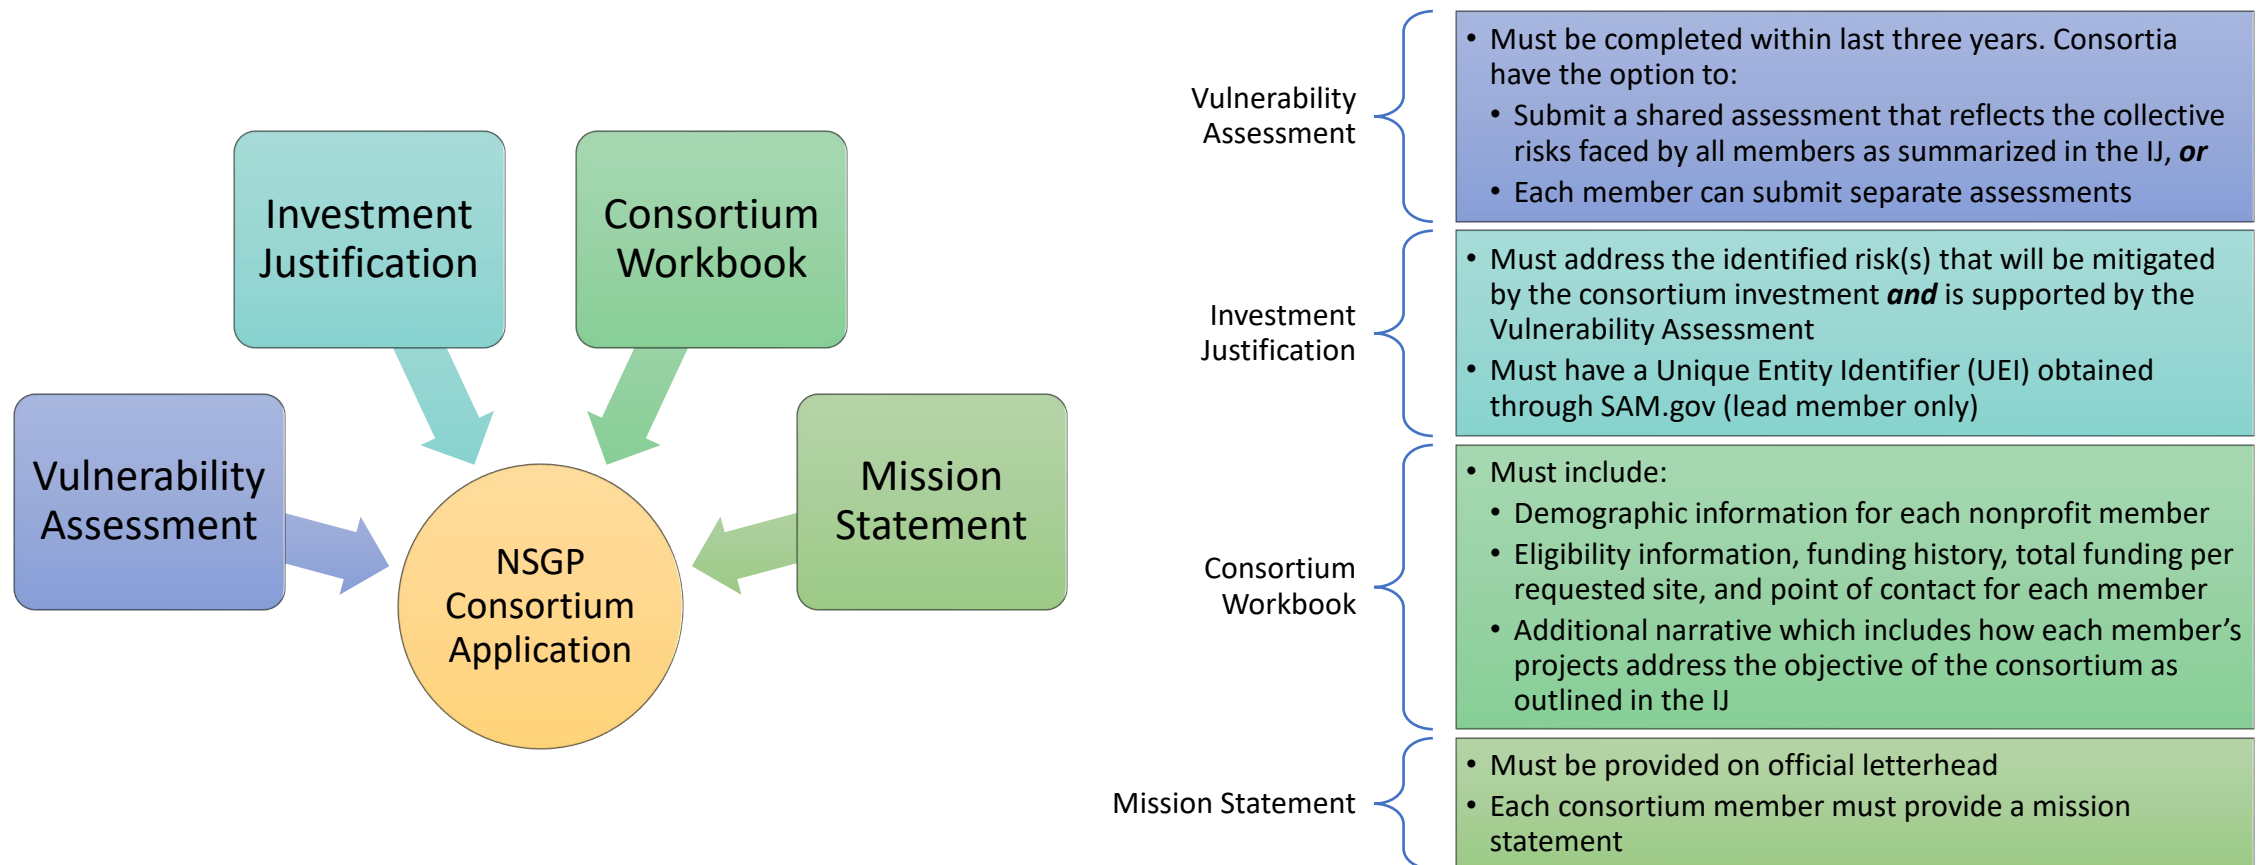 Investment
Justification
Consortium
Workbook
Vulnerability
Assessment
Mission
Statement
NSGP
Consortium
Application
Vulnerability
Assessment
• Must be completed within last three years. Consortia
have the option to:
• Submit a shared assessment that reflects the collective
risks faced by all members as summarized in the IJ, or
• Each member can submit separate assessments
Investment
Justification
• Must address the identified risk(s) that will be mitigated
by the consortium investment and is supported by the
Vulnerability Assessment
• Must have a Unique Entity Identifier (UEI) obtained
through SAM.gov (lead member only)
Consortium
Workbook
• Must include:
• Demographic information for each nonprofit member
• Eligibility information, funding history, total funding per
requested site, and point of contact for each member
• Additional narrative which includes how each member’s
projects address the objective of the consortium as
outlined in the IJ
Mission Statement
• Must be provided on official letterhead
• Each consortium member must provide a mission
statement